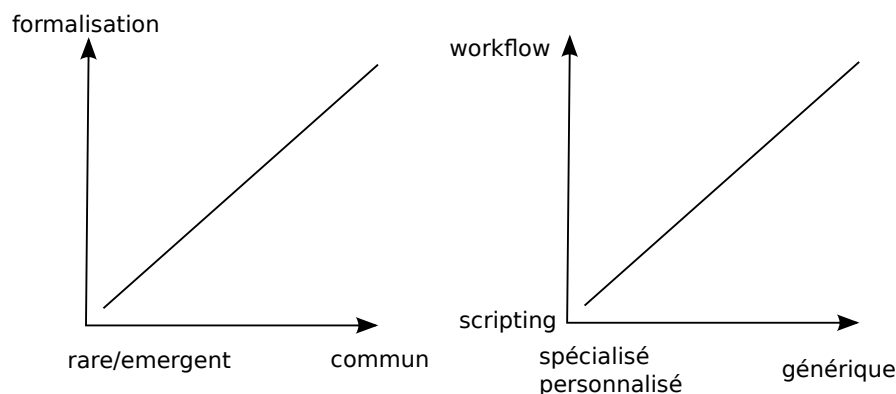 formalisation
rare/emergent
commun
workflow
scripting
spécialisé
personnalisé
générique